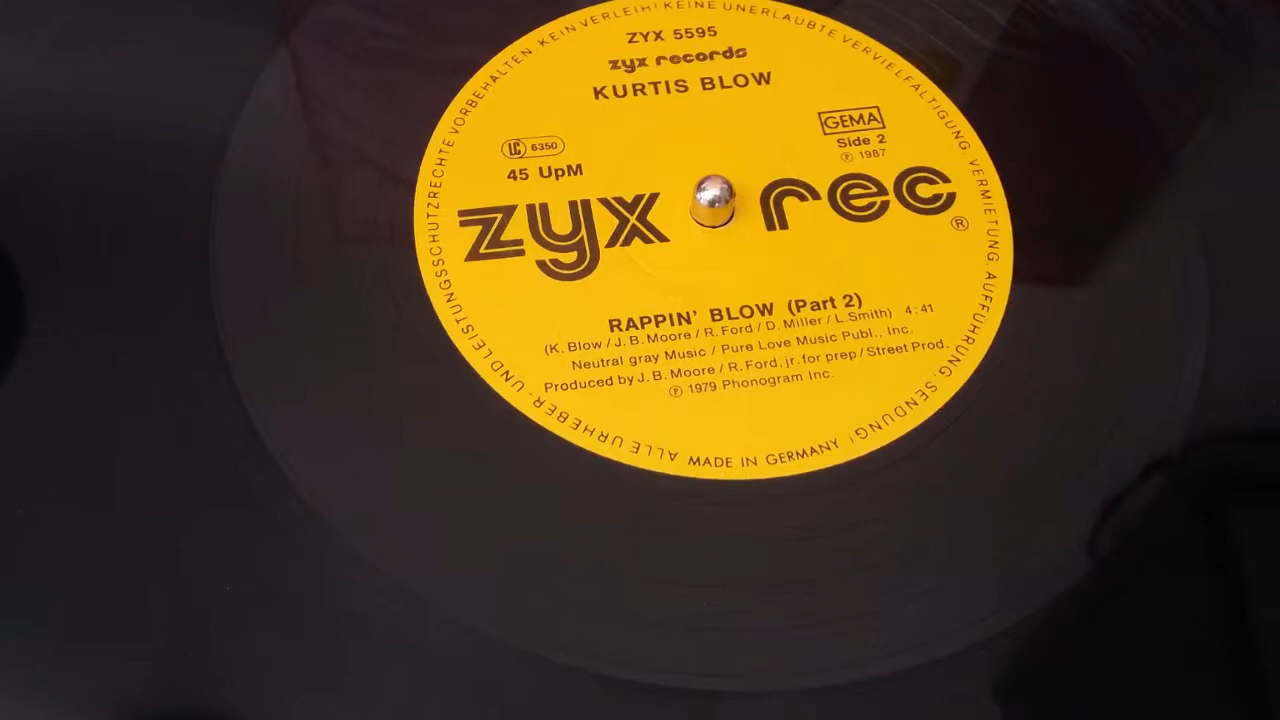 ALLE URHEBER- UND LEISTUNGSSCHUTZRECHTE VORBEHALTEN KEIN VERLEIH! KEINE UNERLAUBTE VERVIELFÄLTIGUNG, VERMIETUNG, AUFFÜHRUNG, SENDUNG!
ZYX 5595
zyx records
KURTIS BLOW
LC 6350
GEMA
Side 2
℗ 1987
45 UpM
zyx rec
®
RAPPIN' BLOW (Part 2)
(K. Blow / J. B. Moore / R. Ford / D. Miller / L. Smith) 4:41
Neutral gray Music / Pure Love Music Publ., Inc.
Produced by J. B. Moore / R. Ford, jr. for prep / Street Prod.
℗ 1979 Phonogram Inc.
MADE IN GERMANY